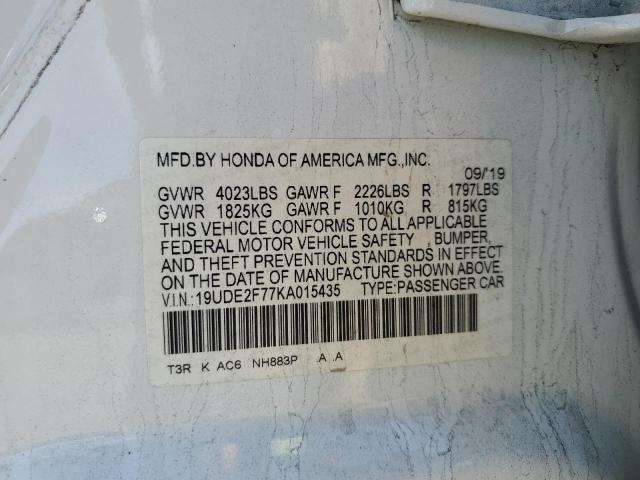 MFD.BY HONDA OF AMERICA MFG.,INC.
09/'19
GVWR 4023LBS GAWR F 2226LBS R 1797LBS
GVWR 1825KG GAWR F 1010KG R 815KG
THIS VEHICLE CONFORMS TO ALL APPLICABLE
FEDERAL MOTOR VEHICLE SAFETY BUMPER,
AND THEFT PREVENTION STANDARDS IN EFFECT
ON THE DATE OF MANUFACTURE SHOWN ABOVE.
V.I.N.:19UDE2F77KA015435 TYPE:PASSENGER CAR
T3R K AC6 NH883P .A .A